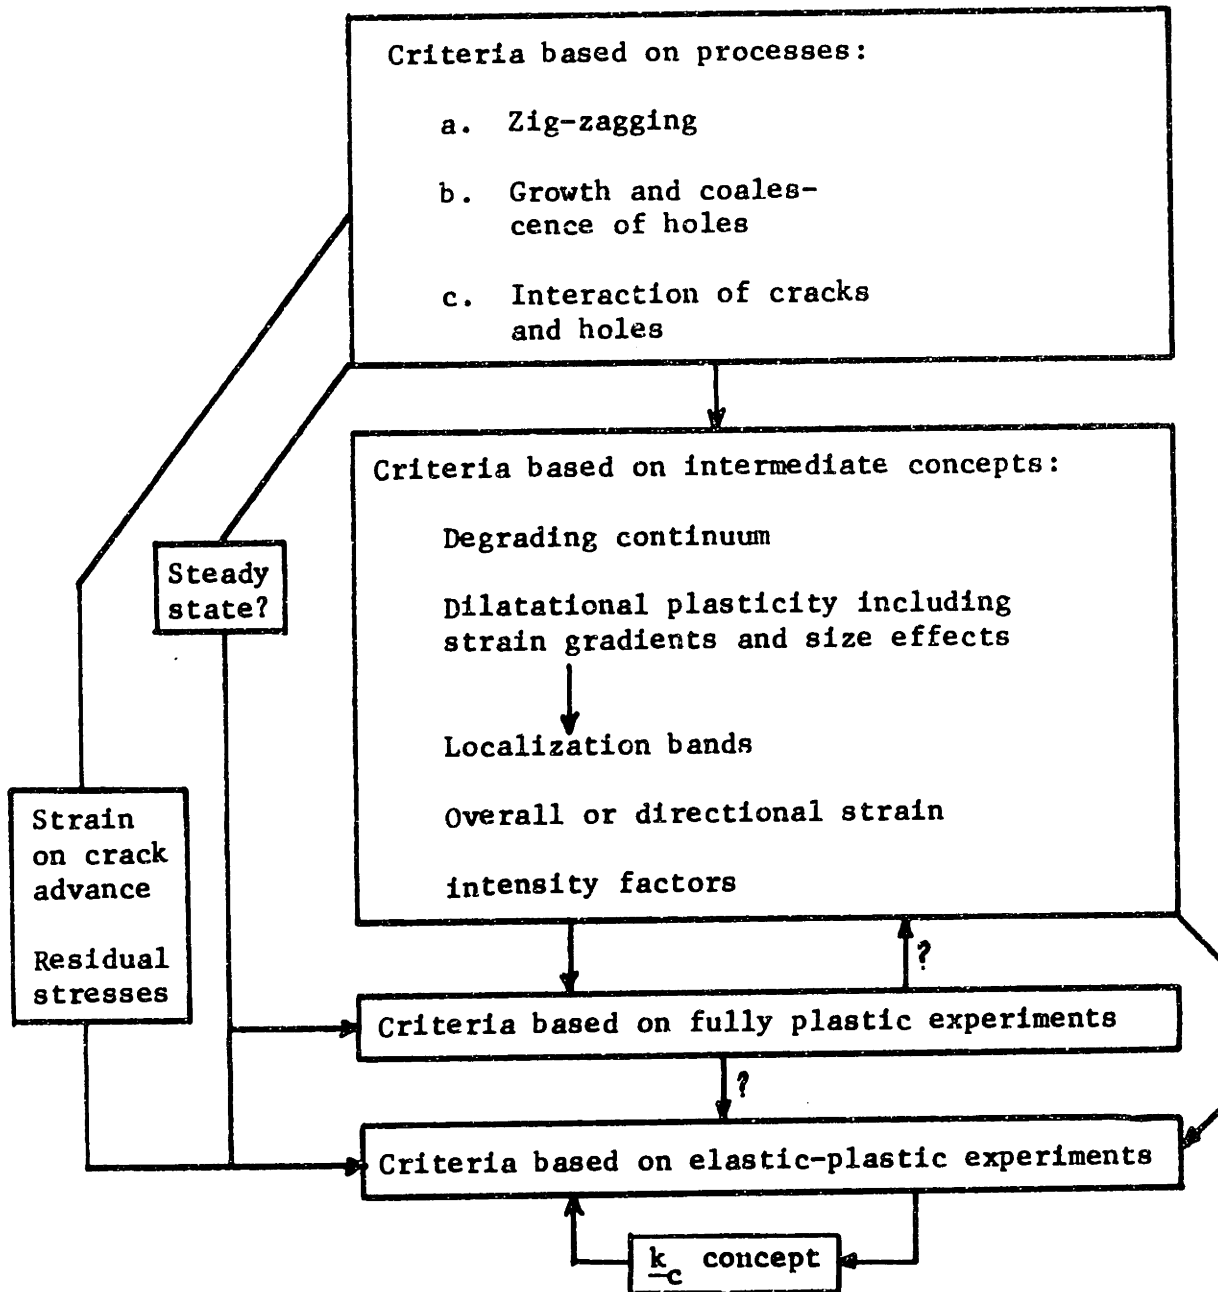 Criteria based on processes:
a. Zig-zagging
b. Growth and coales-
cence of holes
c. Interaction of cracks
and holes
Criteria based on intermediate concepts:
Degrading continuum
Dilatational plasticity including
strain gradients and size effects
Localization bands
Overall or directional strain
intensity factors
Steady
state?
Strain
on crack
advance
Residual
stresses
?
Criteria based on fully plastic experiments
?
Criteria based on elastic-plastic experiments
k_c concept